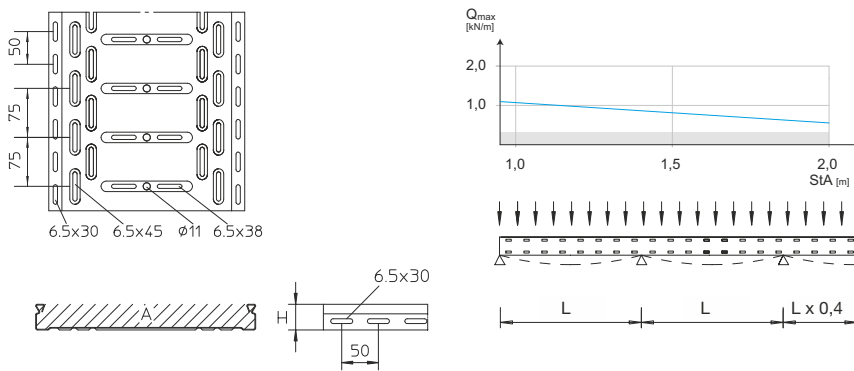 50
75
75
6.5x30
6.5x45
ø11
6.5x38
A
H
6.5x30
50
Qmax
[kN/m]
2,0
1,0
1,0
1,5
2,0
StA [m]
L
L
L x 0,4